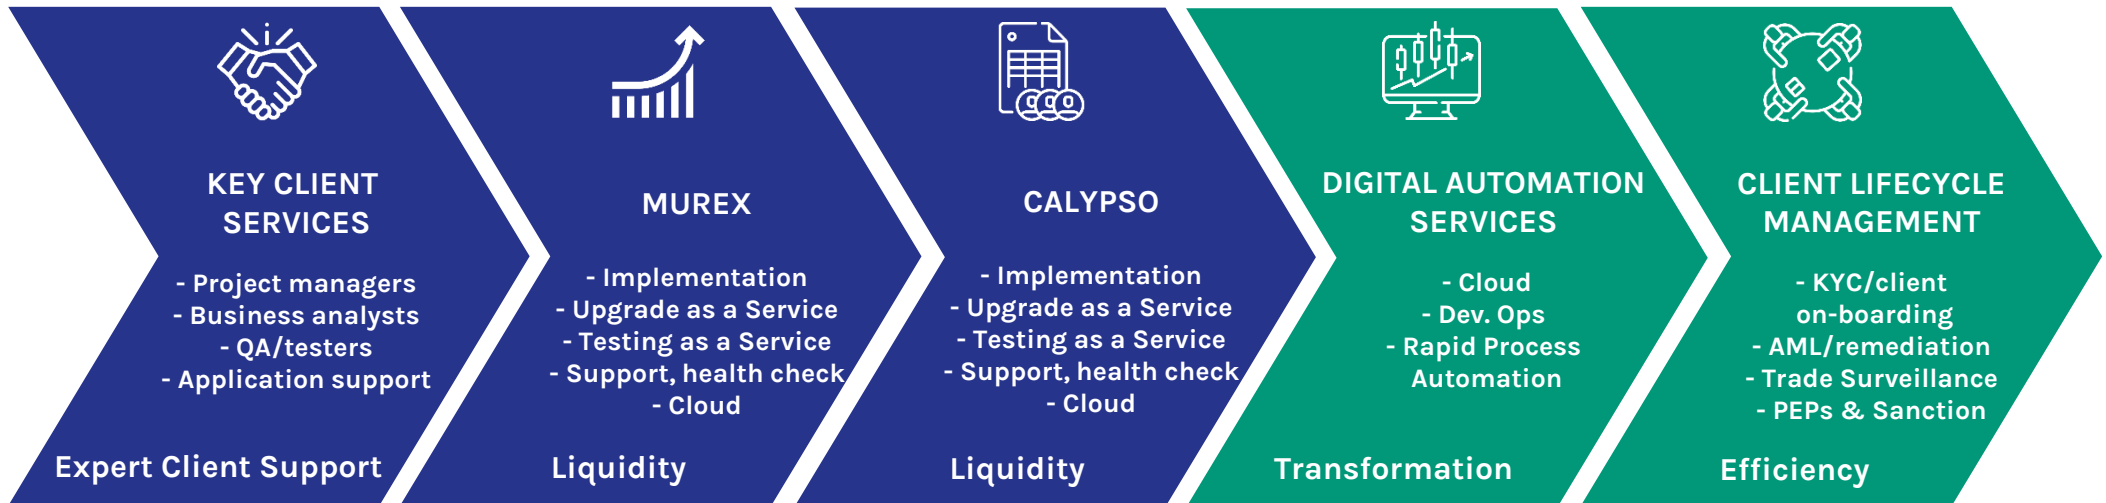 KEY CLIENT
SERVICES
- Project managers
- Business analysts
- QA/testers
- Application support
Expert Client Support
MUREX
- Implementation
- Upgrade as a Service
- Testing as a Service
- Support, health check
- Cloud
Liquidity
CALYPSO
- Implementation
- Upgrade as a Service
- Testing as a Service
- Support, health check
- Cloud
Liquidity
DIGITAL AUTOMATION
SERVICES
- Cloud
- Dev. Ops
- Rapid Process
Automation
Transformation
CLIENT LIFECYCLE
MANAGEMENT
- KYC/client
on-boarding
- AML/remediation
- Trade Surveillance
- PEPs & Sanction
Efficiency